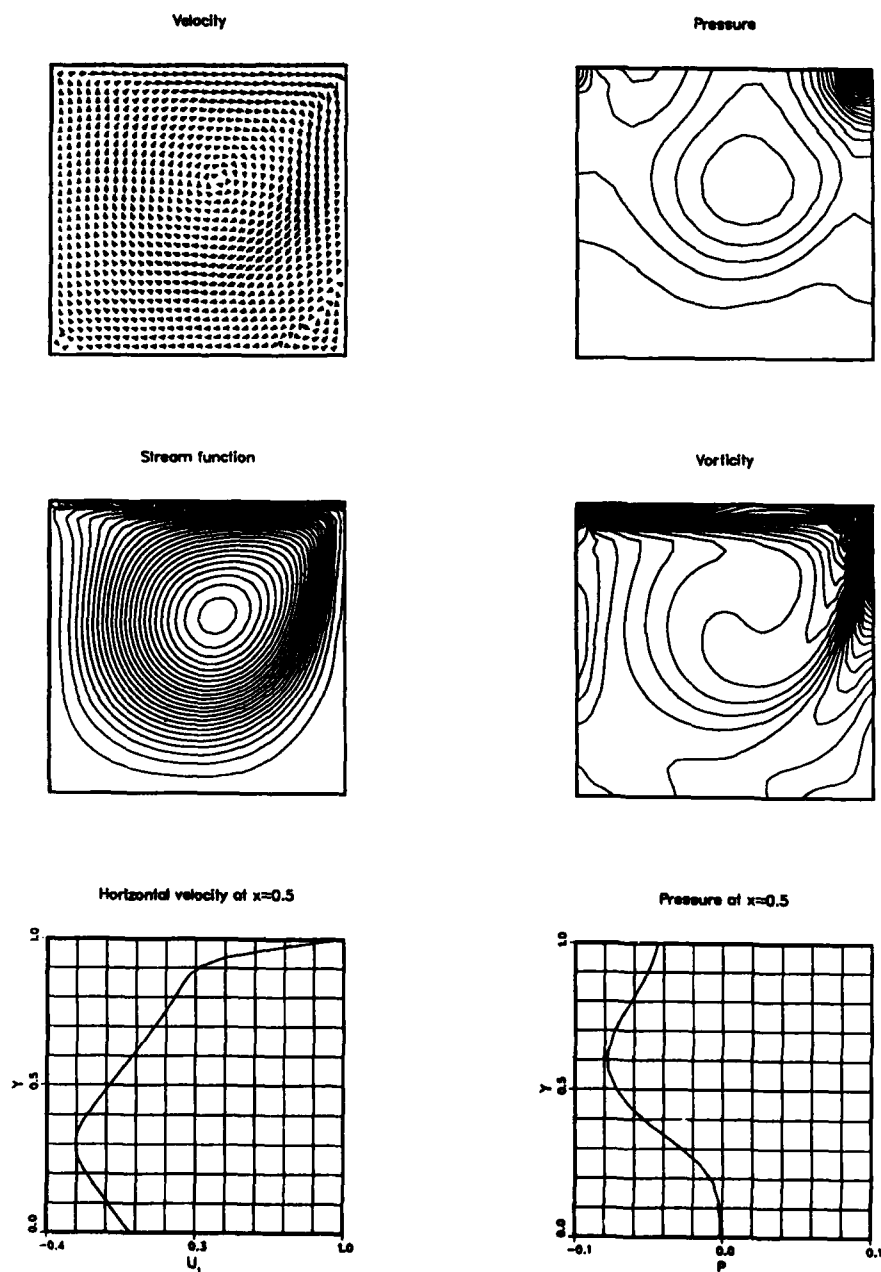 Velocity
Pressure
Stream function
Vorticity
Horizontal velocity at x=0.5
Pressure at x=0.5
1.0
1.0
Y
0.5
Y
0.5
0.0
0.0
-0.4
0.3
1.0
-0.1
0.0
0.1
U₁
P